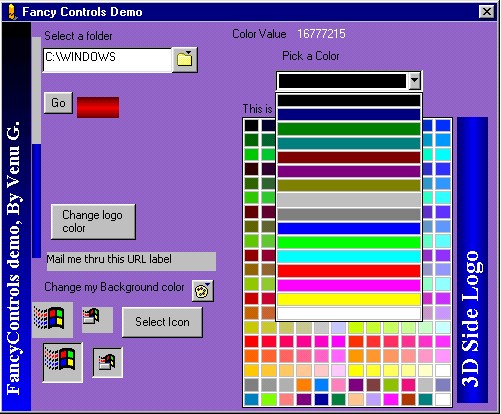 Fancy Controls Demo
Select a folder
C:\WINDOWS
Color Value 16777215
Pick a Color
Go
This is
Change logo
color
Mail me thru this URL label
Change my Background color
Select Icon
FancyControls demo, By Venu G.
3D Side Logo